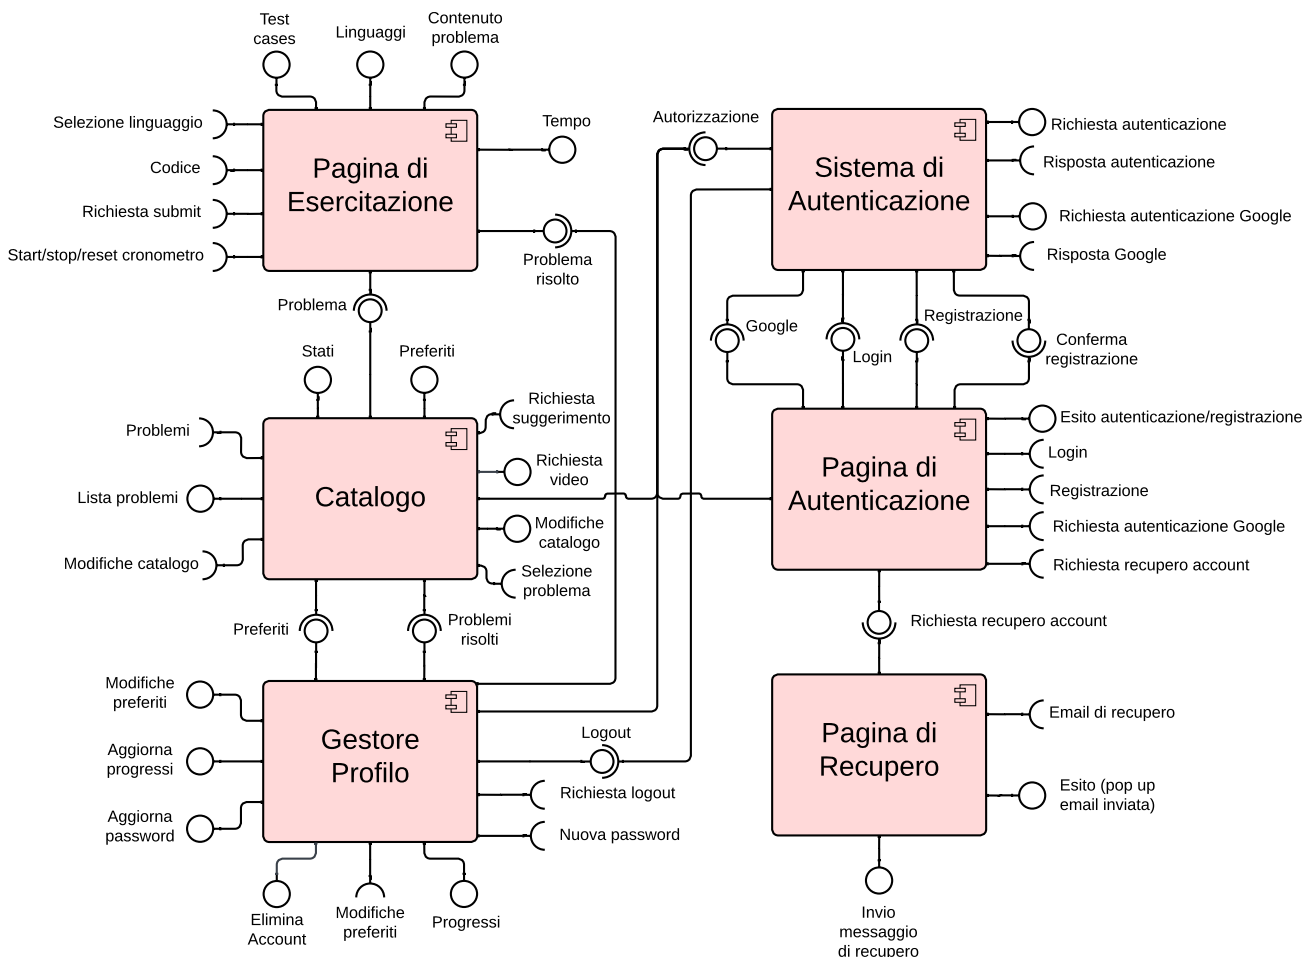 Test
cases
Linguaggi
Contenuto
problema
Selezione linguaggio
Codice
Richiesta submit
Start/stop/reset cronometro
Pagina di
Esercitazione
Tempo
Problema
risolto
Problema
Autorizzazione
Sistema di
Autenticazione
Richiesta autenticazione
Risposta autenticazione
Richiesta autenticazione Google
Risposta Google
Google
Login
Registrazione
Conferma
registrazione
Stati
Preferiti
Problemi
Lista problemi
Modifiche catalogo
Catalogo
Richiesta
suggerimento
Richiesta
video
Modifiche
catalogo
Selezione
problema
Pagina di
Autenticazione
Esito autenticazione/registrazione
Login
Registrazione
Richiesta autenticazione Google
Richiesta recupero account
Preferiti
Problemi
risolti
Richiesta recupero account
Modifiche
preferiti
Aggiorna
progressi
Aggiorna
password
Gestore
Profilo
Logout
Richiesta logout
Nuova password
Elimina
Account
Modifiche
preferiti
Progressi
Pagina di
Recupero
Email di recupero
Esito (pop up
email inviata)
Invio
messaggio
di recupero